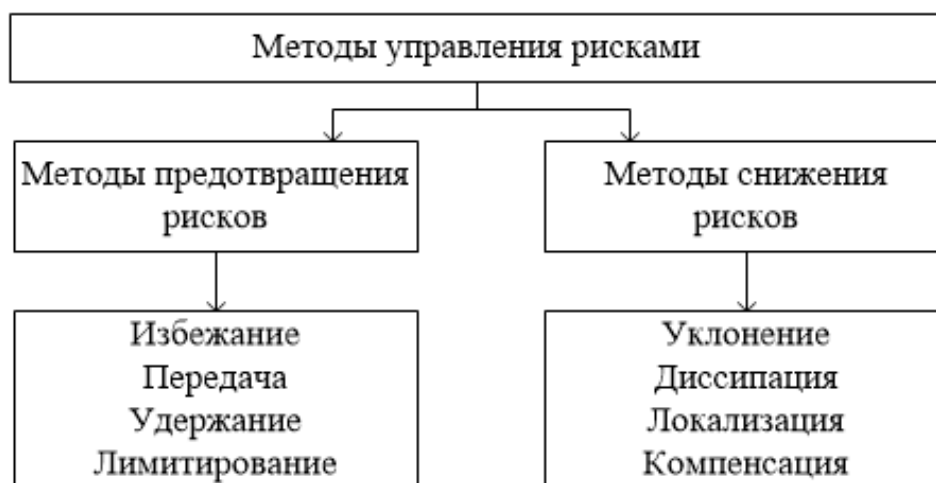 Методы управления рисками
Методы предотвращения
рисков
Методы снижения
рисков
Избежание
Передача
Удержание
Лимитирование
Уклонение
Диссипация
Локализация
Компенсация